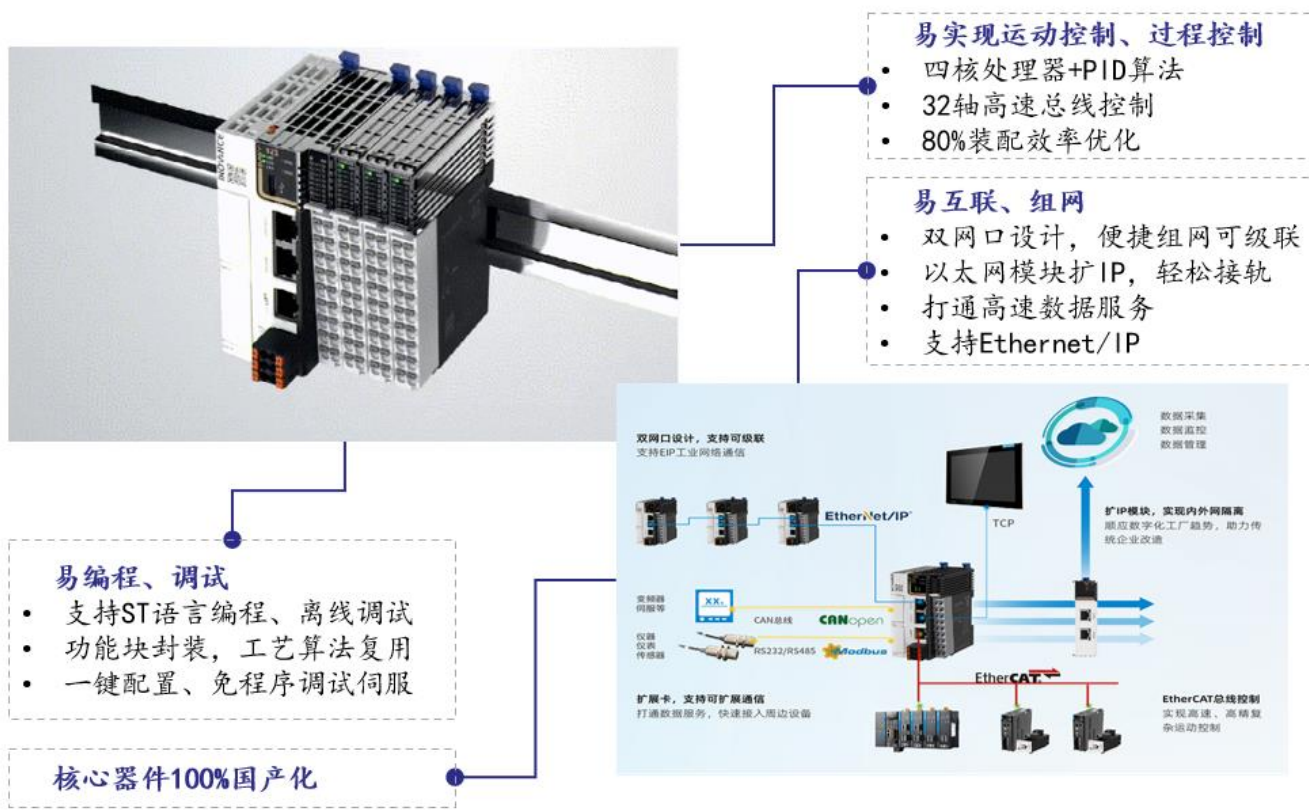 易实现运动控制、过程控制
• 四核处理器+PID算法
• 32轴高速总线控制
• 80%装配效率优化
易互联、组网
• 双网口设计，便捷组网可级联
• 以太网模块扩IP，轻松接轨
• 打通高速数据服务
• 支持Ethernet/IP
INOVANCE
易编程、调试
• 支持ST语言编程、离线调试
• 功能块封装，工艺算法复用
• 一键配置、免程序调试伺服
核心器件100%国产化
双网口设计，支持可级联
支持EIP工业网络通信
EtherNet/IP
TCP
数据采集
数据监控
数据管理
扩IP模块，实现内外网隔离
顺应数字化工厂趋势，助力传
统企业改造
变频器
伺服等
CAN总线
CANopen
仪器
仪表
传感器
RS232/RS485
Modbus
EtherCAT
扩展卡，支持可扩展通信
打通数据服务，快速接入周边设备
EtherCAT总线控制
实现高速、高精复
杂运动控制